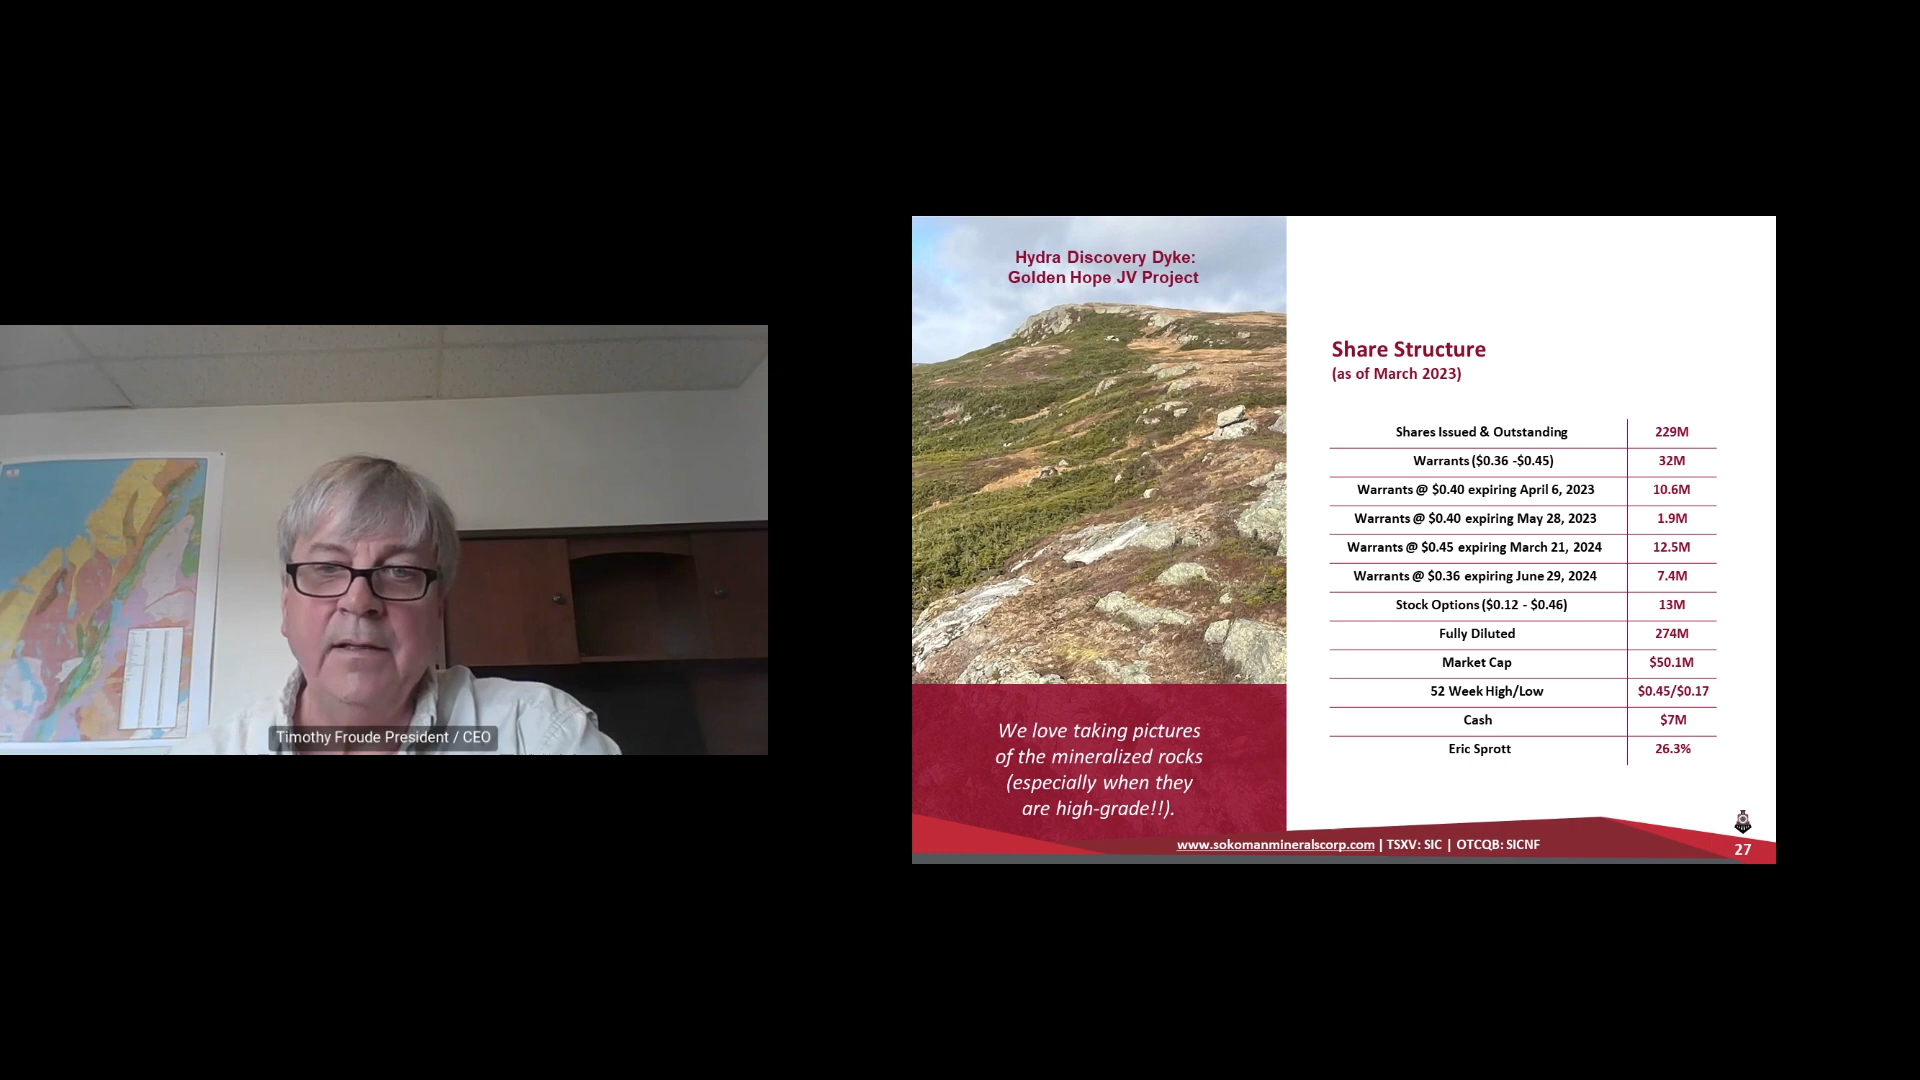 Timothy Froude President / CEO
Hydra Discovery Dyke:
Golden Hope JV Project
We love taking pictures
of the mineralized rocks
(especially when they
are high-grade!!).
Share Structure
(as of March 2023)
Shares Issued & Outstanding 229M
Warrants ($0.36 -$0.45) 32M
Warrants @ $0.40 expiring April 6, 2023 10.6M
Warrants @ $0.40 expiring May 28, 2023 1.9M
Warrants @ $0.45 expiring March 21, 2024 12.5M
Warrants @ $0.36 expiring June 29, 2024 7.4M
Stock Options ($0.12 - $0.46) 13M
Fully Diluted 274M
Market Cap $50.1M
52 Week High/Low $0.45/$0.17
Cash $7M
Eric Sprott 26.3%
www.sokomanmineralscorp.com | TSXV: SIC | OTCQB: SICNF
27